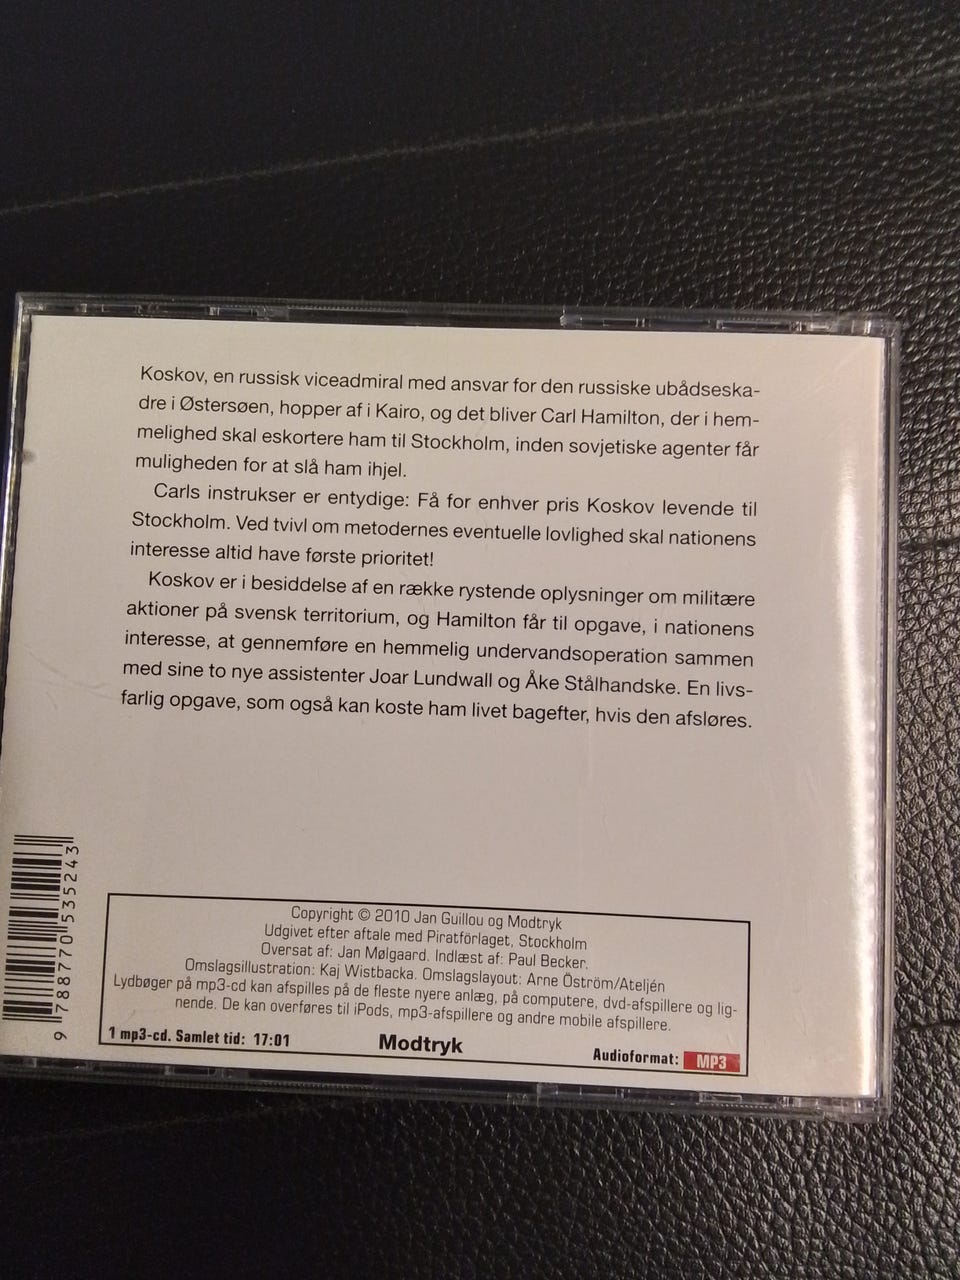 Koskov, en russisk viceadmiral med ansvar for den russiske ubådseska-
dre i Østersøen, hopper af i Kairo, og det bliver Carl Hamilton, der i hem-
melighed skal eskortere ham til Stockholm, inden sovjetiske agenter får
muligheden for at slå ham ihjel.
Carls instrukser er entydige: Få for enhver pris Koskov levende til
Stockholm. Ved tvivl om metodernes eventuelle lovlighed skal nationens
interesse altid have første prioritet!
Koskov er i besiddelse af en række rystende oplysninger om militære
aktioner på svensk territorium, og Hamilton får til opgave, i nationens
interesse, at gennemføre en hemmelig undervandsoperation sammen
med sine to nye assistenter Joar Lundwall og Åke Stålhandske. En livs-
farlig opgave, som også kan koste ham livet bagefter, hvis den afsløres.
9 788770 535243
Copyright © 2010 Jan Guillou og Modtryk
Udgivet efter aftale med Piratförlaget, Stockholm
Oversat af: Jan Mølgaard. Indlæst af: Paul Becker.
Omslagsillustration: Kaj Wistbacka. Omslagslayout: Arne Öström/Ateljén
Lydbøger på mp3-cd kan afspilles på de fleste nyere anlæg, på computere, dvd-afspillere og lig-
nende. De kan overføres til iPods, mp3-afspillere og andre mobile afspillere.
1 mp3-cd. Samlet tid: 17:01
Modtryk
Audioformat: MP3